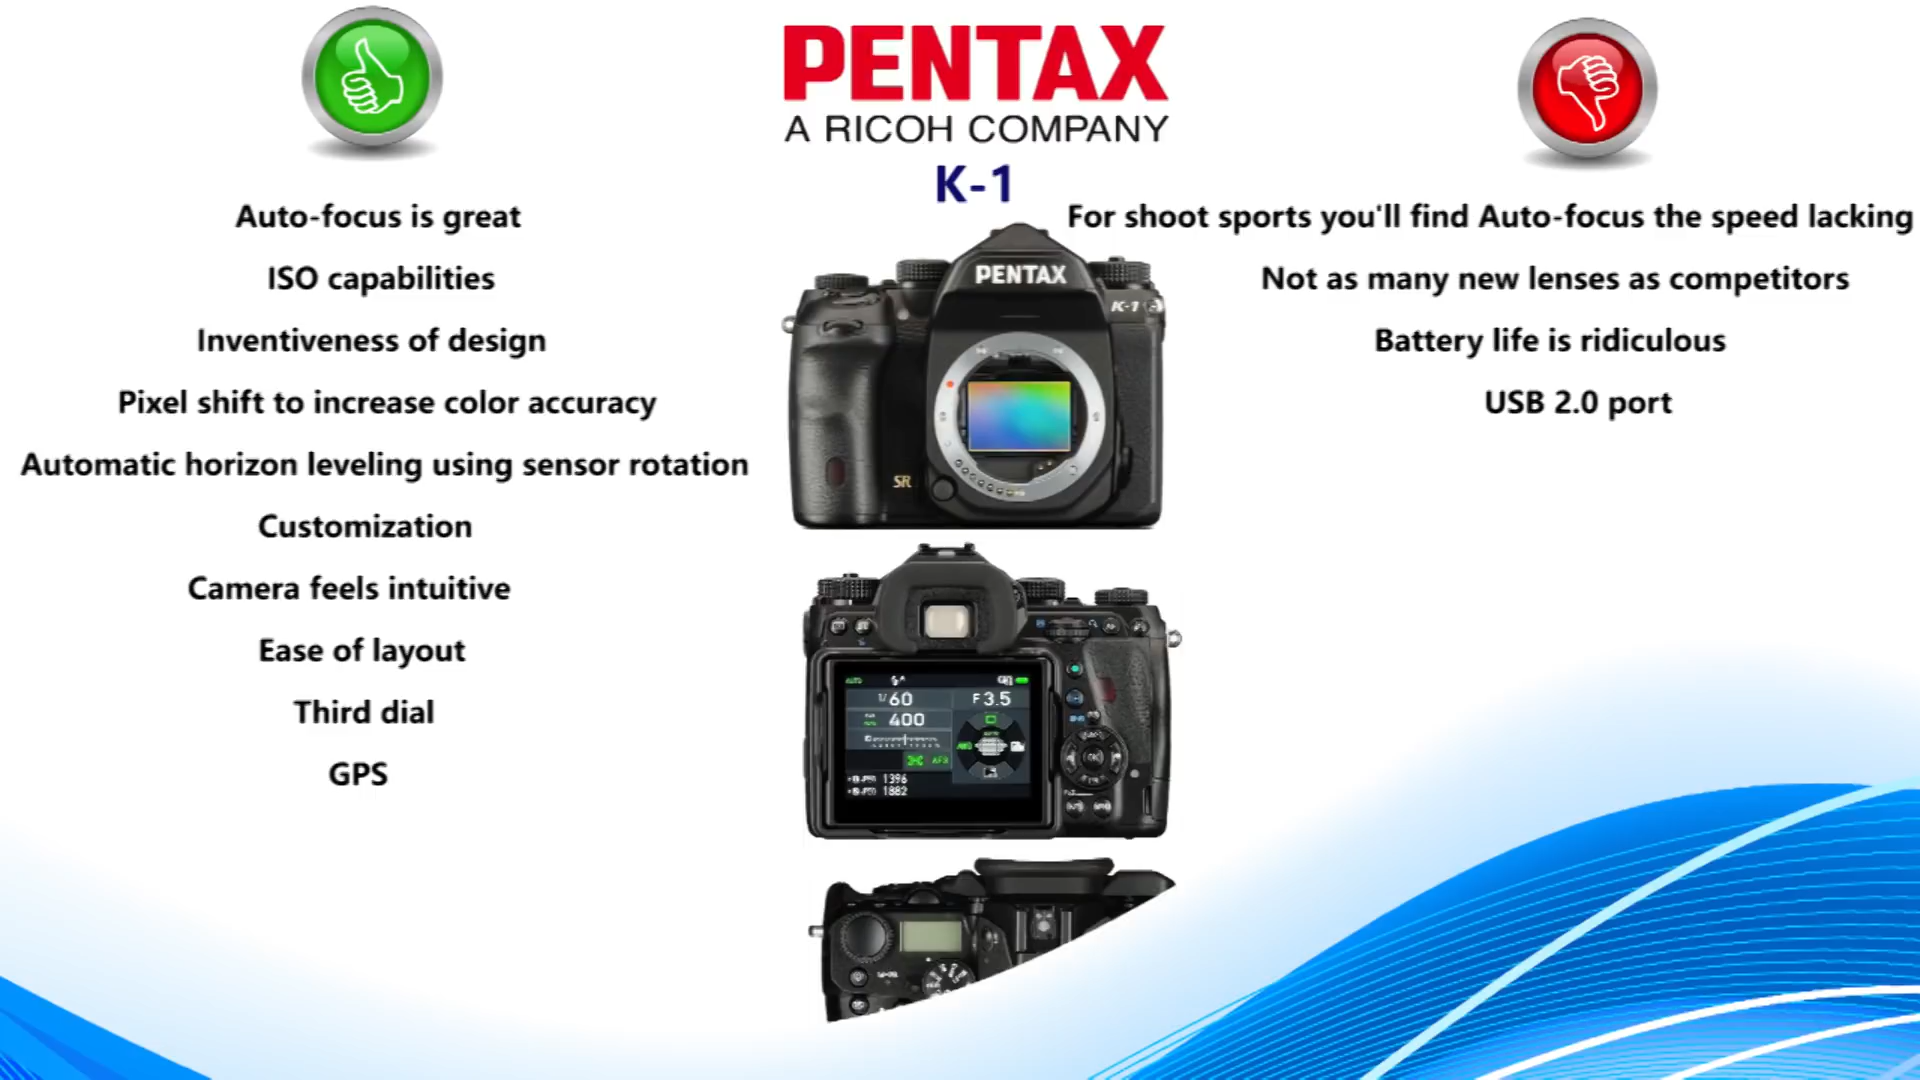 PENTAX
A RICOH COMPANY
K-1
Auto-focus is great
ISO capabilities
Inventiveness of design
Pixel shift to increase color accuracy
Automatic horizon leveling using sensor rotation
Customization
Camera feels intuitive
Ease of layout
Third dial
GPS
For shoot sports you'll find Auto-focus the speed lacking
Not as many new lenses as competitors
Battery life is ridiculous
USB 2.0 port
PENTAX
K-1
SR
AUTO
1/60
F3.5
400
1396
1882
OK